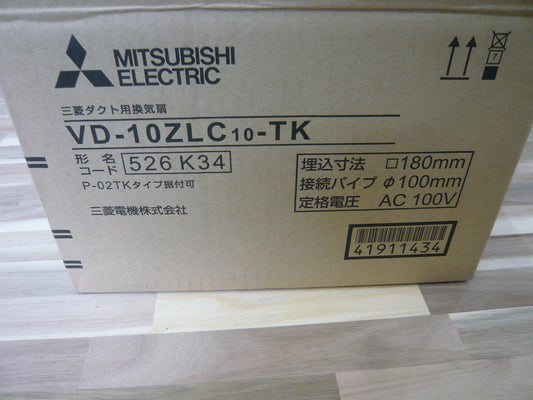 MITSUBISHI
ELECTRIC
7
三菱ダクト用換気扇
VD-10ZLC10-TK
形名コード 526K34
P-02TKタイプ据付可
三菱電機株式会社
埋込寸法 □180mm
接続パイプ φ100mm
定格電圧 AC 100V
41911434